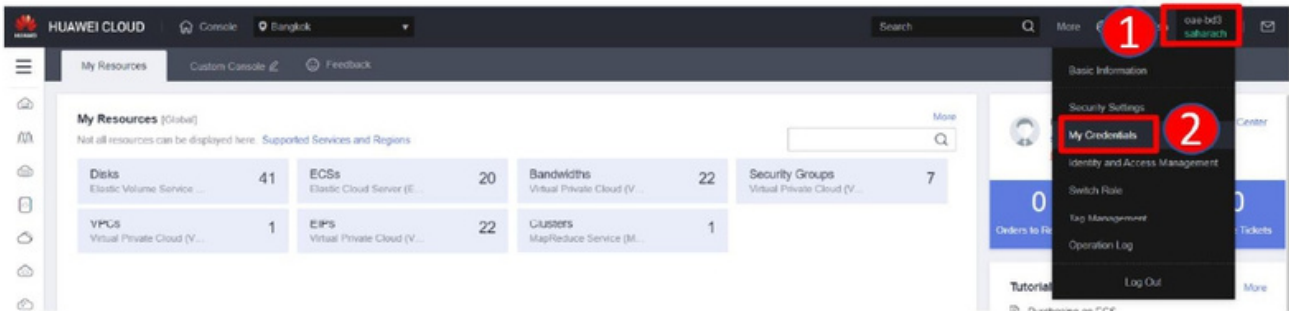 HUAWEI
HUAWEI CLOUD
Console
Bangkok
Search
More
1
oae-bd3
saharach
My Resources
Custom Console
Feedback
Basic Information
Security Settings
My Credentials
2
Center
Identity and Access Management
Switch Role
Tag Management
Operation Log
Log Out
My Resources [Global]
More
Not all resources can be displayed here. Supported Services and Regions
Disks
Elastic Volume Service ...
41
ECSs
Elastic Cloud Server (E...
20
Bandwidths
Virtual Private Cloud (V...
22
Security Groups
Virtual Private Cloud (V...
7
VPCs
Virtual Private Cloud (V...
1
EIPs
Virtual Private Cloud (V...
22
Clusters
MapReduce Service (M...
1
0
Orders to Re
Tickets
Tutorial
More